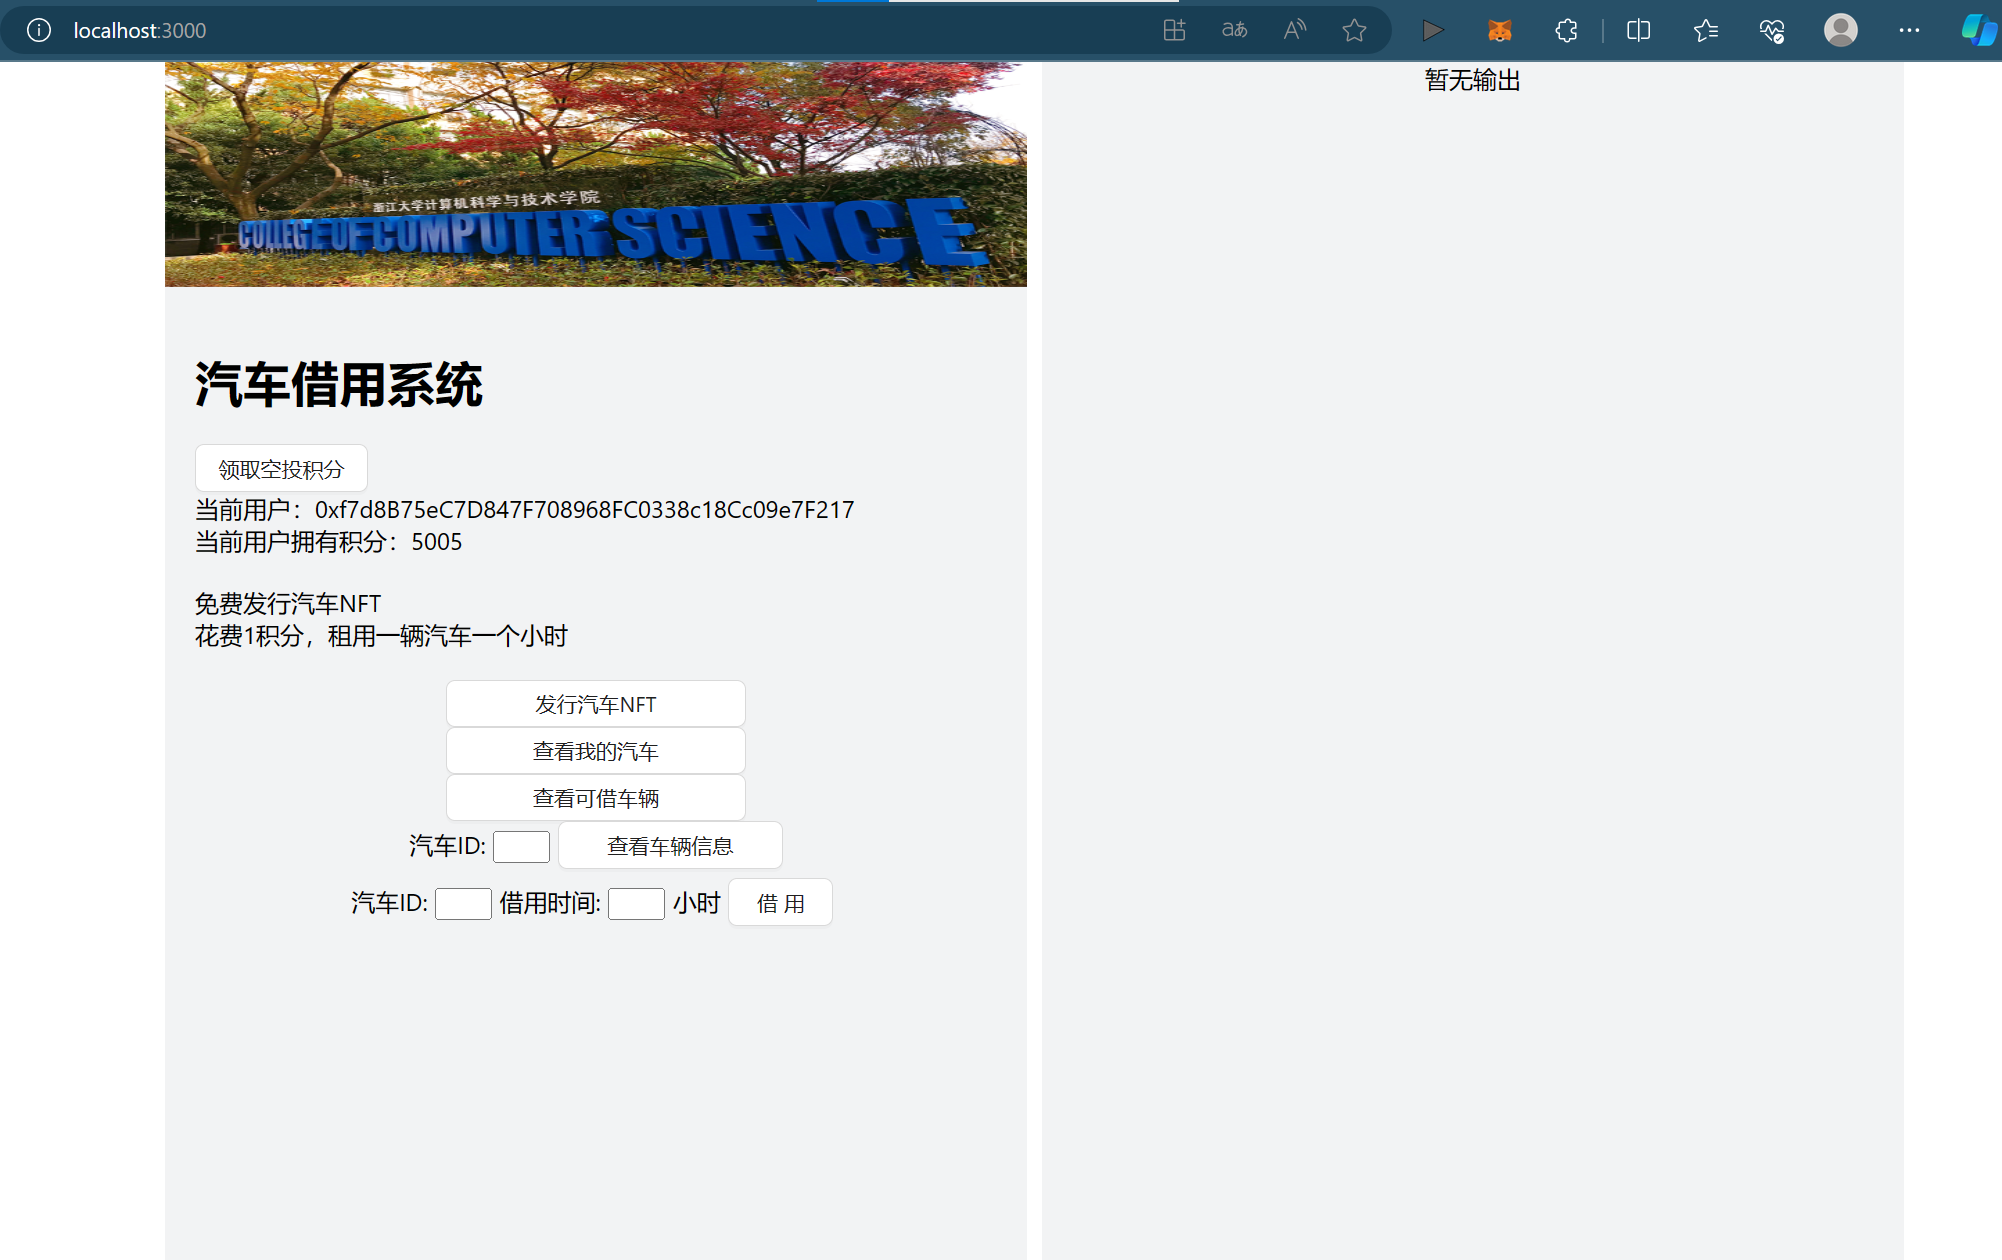 localhost:3000
浙江大学计算机科学与技术学院
COLLEGE OF COMPUTER SCIENCE
汽车借用系统
领取空投积分
当前用户：0xf7d8B75eC7D847F708968FC0338c18Cc09e7F217
当前用户拥有积分：5005
免费发行汽车NFT
花费1积分，租用一辆汽车一个小时
发行汽车NFT
查看我的汽车
查看可借车辆
汽车ID: 查看车辆信息
汽车ID: 借用时间: 小时 借 用
暂无输出